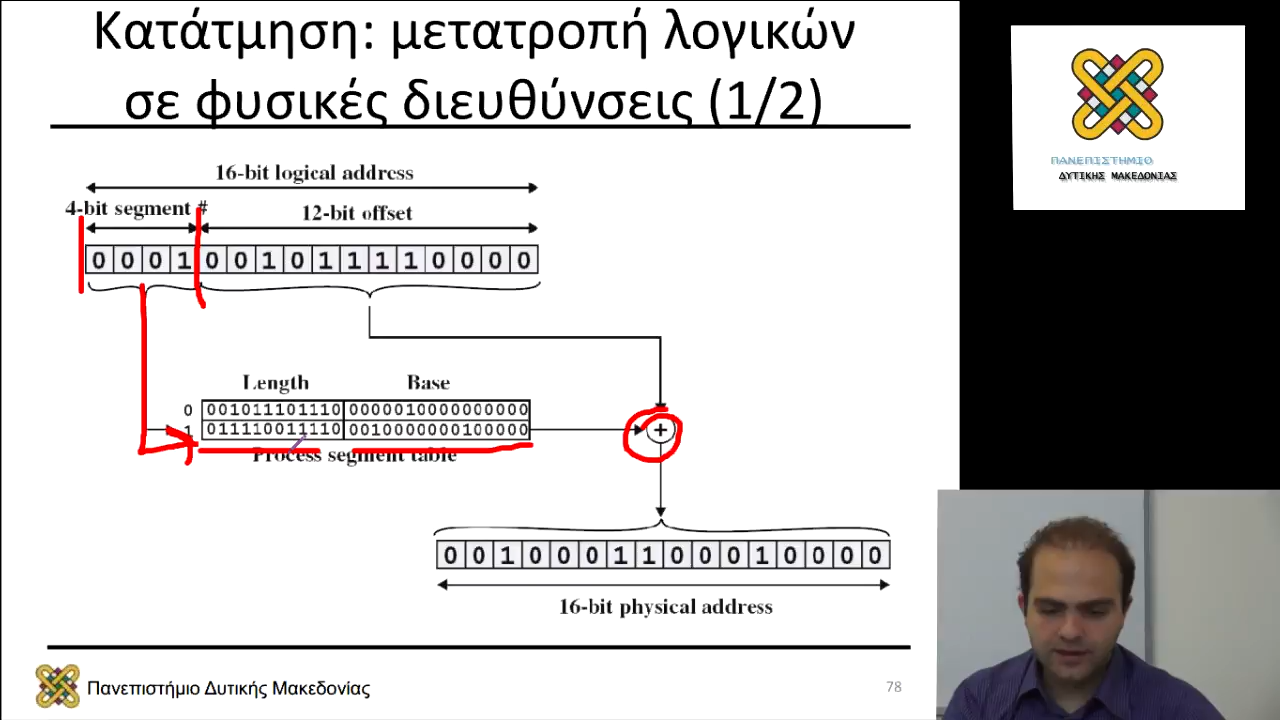 Κατάτμηση: μετατροπή λογικών
σε φυσικές διευθύνσεις (1/2)
ΠΑΝΕΠΙΣΤΗΜΙΟ
ΔΥΤΙΚΗΣ ΜΑΚΕΔΟΝΙΑΣ
16-bit logical address
4-bit segment # 12-bit offset
0 0 0 1 0 0 1 0 1 1 1 1 0 0 0 0
Length Base
0 001011101110 0000010000000000
1 011110011110 0010000000100000
Process segment table
+
0 0 1 0 0 0 1 1 0 0 0 1 0 0 0 0
16-bit physical address
Πανεπιστήμιο Δυτικής Μακεδονίας
78